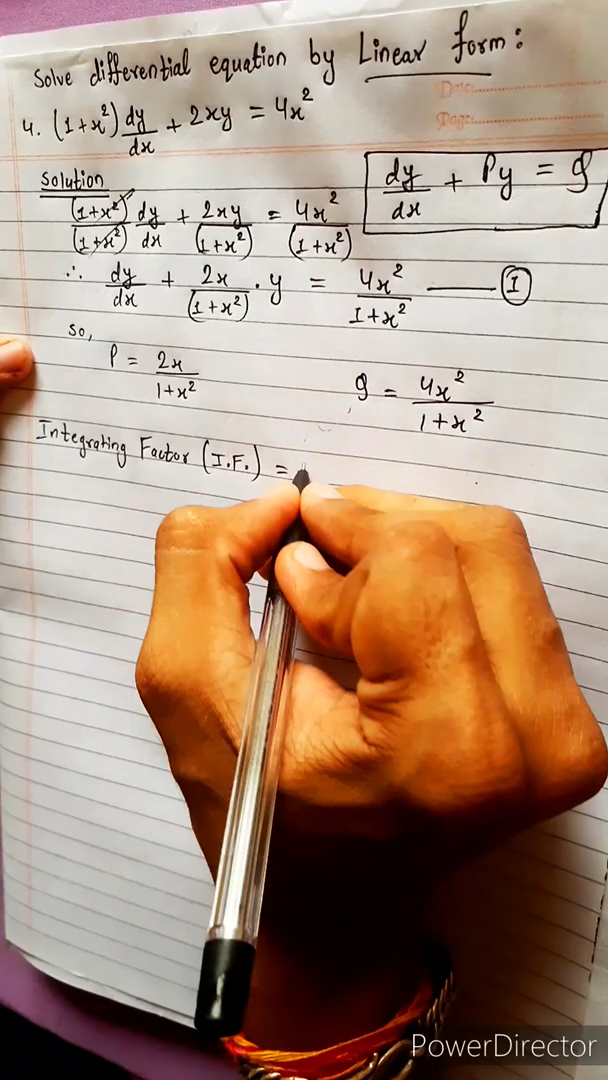 Solve differential equation by Linear form:
Date:
Page:
4. (1+x²) dy/dx + 2xy = 4x²
Solution
(1+x²)/(1+x²) dy/dx + 2xy/(1+x²) = 4x²/(1+x²)
dy/dx + Py = Q
∴ dy/dx + 2x/(1+x²) · y = 4x²/1+x² —— I
So,
P = 2x/1+x²
Q = 4x²/1+x²
Integrating Factor (I.F.) =
PowerDirector